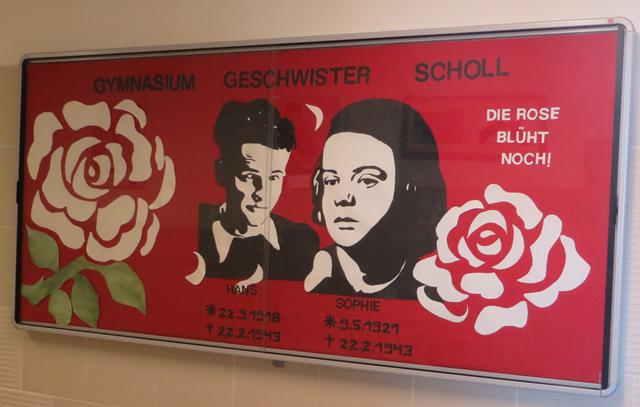 GYMNASIUM GESCHWISTER SCHOLL
DIE ROSE
BLÜHT
NOCH!
HANS
* 22.9.1918
† 22.2.1943
SOPHIE
* 9.5.1921
† 22.2.1943